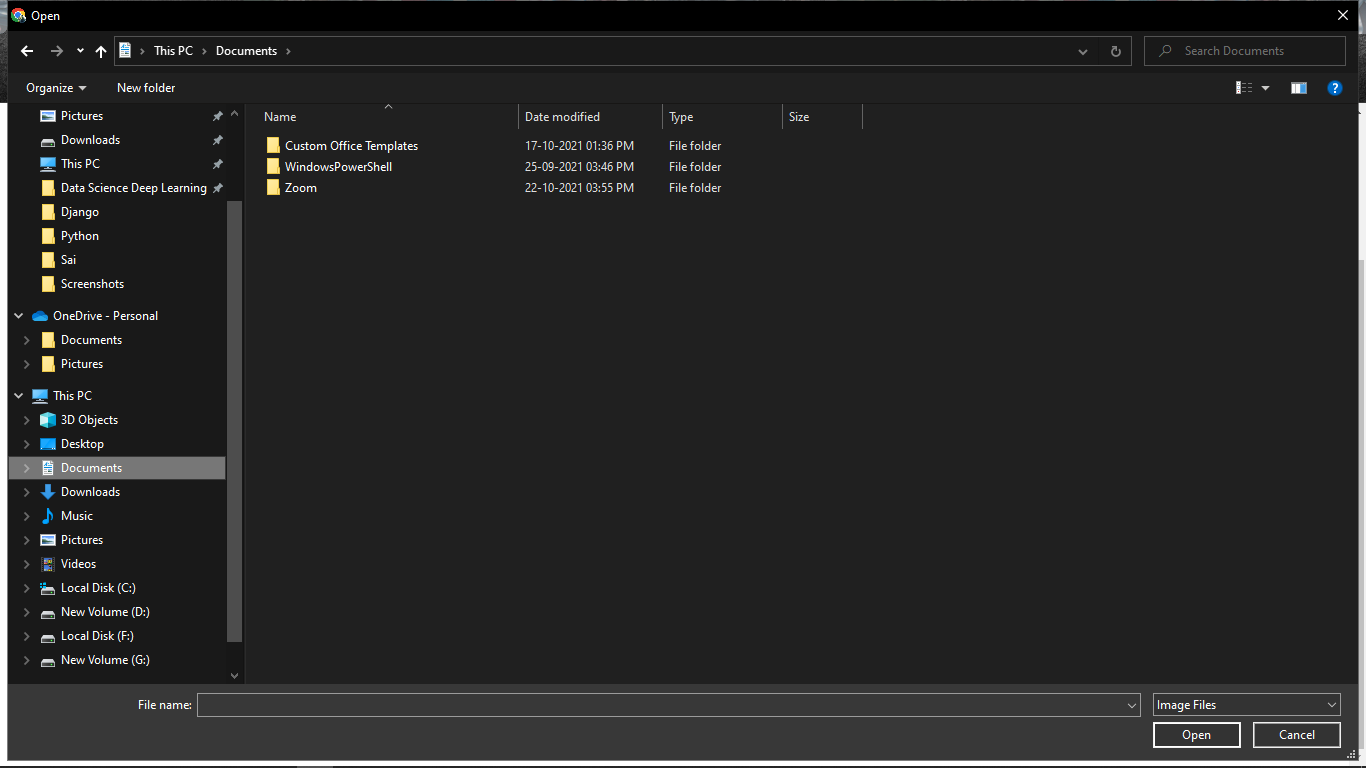 Open
This PC
Documents
Search Documents
Organize
New folder
Pictures
Downloads
This PC
Data Science Deep Learning
Django
Python
Sai
Screenshots
OneDrive - Personal
Documents
Pictures
This PC
3D Objects
Desktop
Documents
Downloads
Music
Pictures
Videos
Local Disk (C:)
New Volume (D:)
Local Disk (F:)
New Volume (G:)
Name Date modified Type Size
Custom Office Templates 17-10-2021 01:36 PM File folder
WindowsPowerShell 25-09-2021 03:46 PM File folder
Zoom 22-10-2021 03:55 PM File folder
File name:
Image Files
Open
Cancel